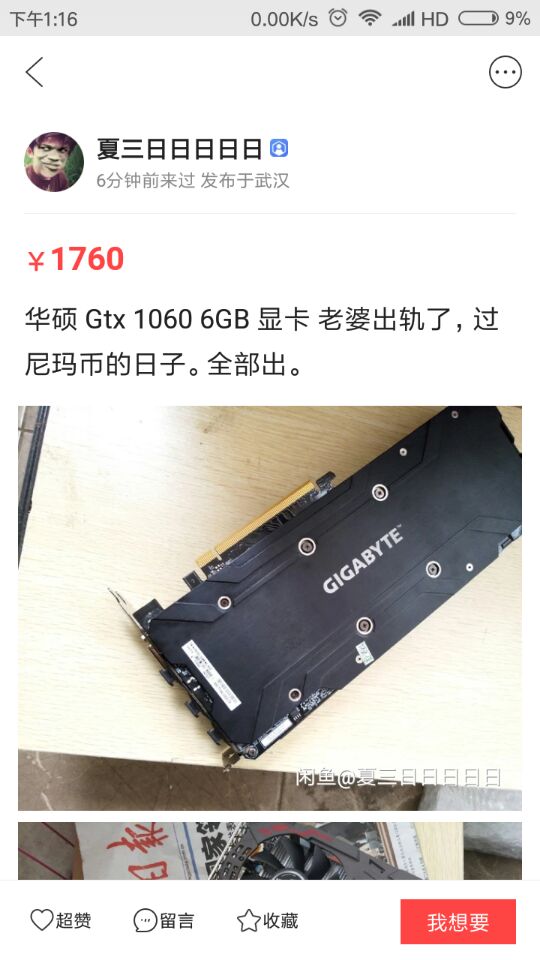 下午1:16
0.00K/s
HD
9%
夏三日日日日日
6分钟前来过 发布于武汉
¥1760
华硕 Gtx 1060 6GB 显卡 老婆出轨了，过
尼玛币的日子。全部出。
GIGABYTE™
闲鱼@夏三日日日日日
超赞
留言
收藏
我想要